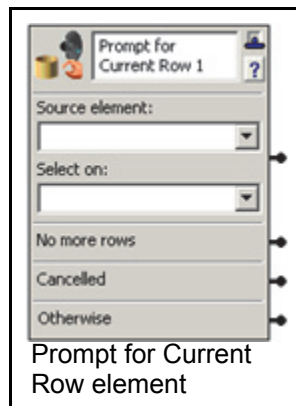 Prompt for
Current Row 1
?
Source element:
Select on:
No more rows
Cancelled
Otherwise
Prompt for Current
Row element